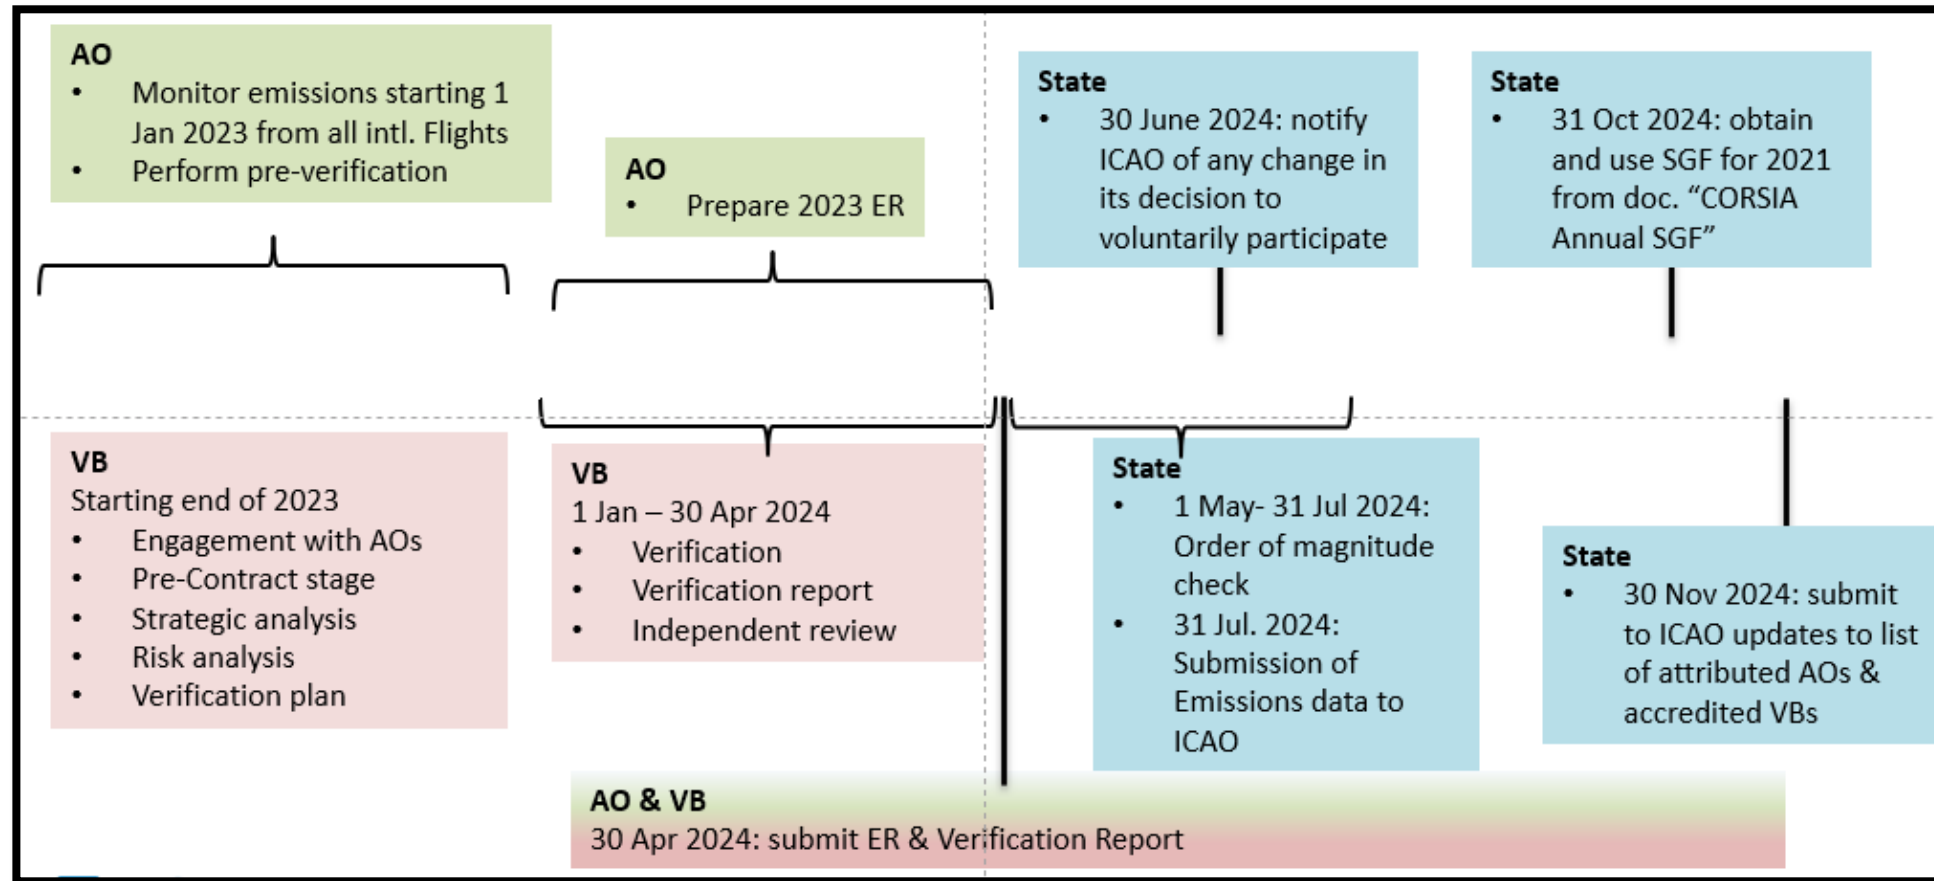 AO
• Monitor emissions starting 1
Jan 2023 from all intl. Flights
• Perform pre-verification
AO
• Prepare 2023 ER
State
• 30 June 2024: notify
ICAO of any change in
its decision to
voluntarily participate
State
• 31 Oct 2024: obtain
and use SGF for 2021
from doc. “CORSIA
Annual SGF”
VB
Starting end of 2023
• Engagement with AOs
• Pre-Contract stage
• Strategic analysis
• Risk analysis
• Verification plan
VB
1 Jan – 30 Apr 2024
• Verification
• Verification report
• Independent review
State
• 1 May- 31 Jul 2024:
Order of magnitude
check
• 31 Jul. 2024:
Submission of
Emissions data to
ICAO
State
• 30 Nov 2024: submit
to ICAO updates to list
of attributed AOs &
accredited VBs
AO & VB
30 Apr 2024: submit ER & Verification Report